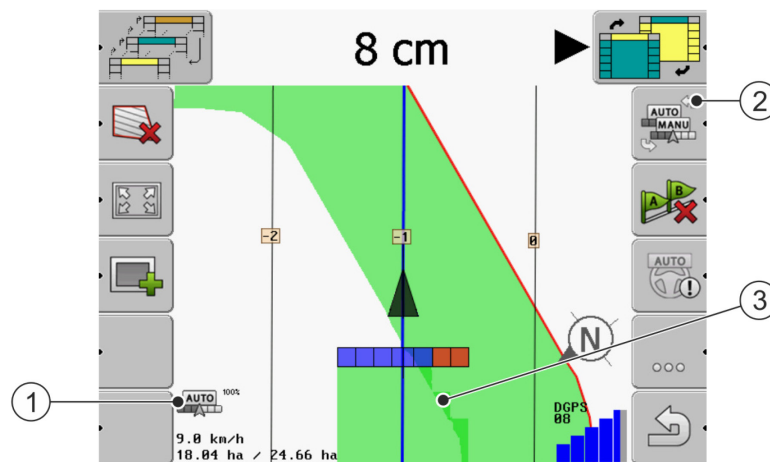 8 cm
AUTO
MANU
2
A B
-2
-1
0
AUTO
3
N
1
AUTO 100%
DGPS
08
9.0 km/h
18.04 ha / 24.66 ha